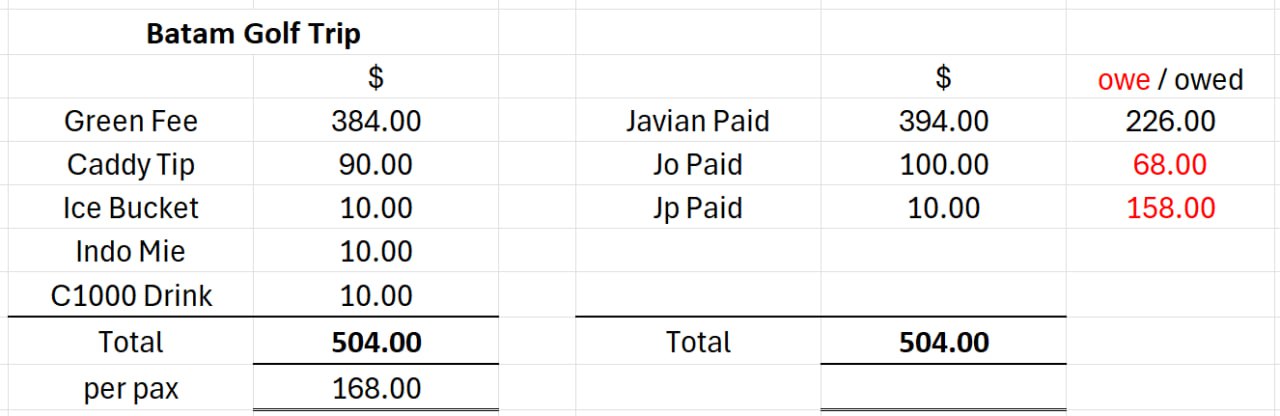 Batam Golf Trip
$ $ owe / owed
Green Fee 384.00 Javian Paid 394.00 226.00
Caddy Tip 90.00 Jo Paid 100.00 68.00
Ice Bucket 10.00 Jp Paid 10.00 158.00
Indo Mie 10.00
C1000 Drink 10.00
Total 504.00 Total 504.00
per pax 168.00